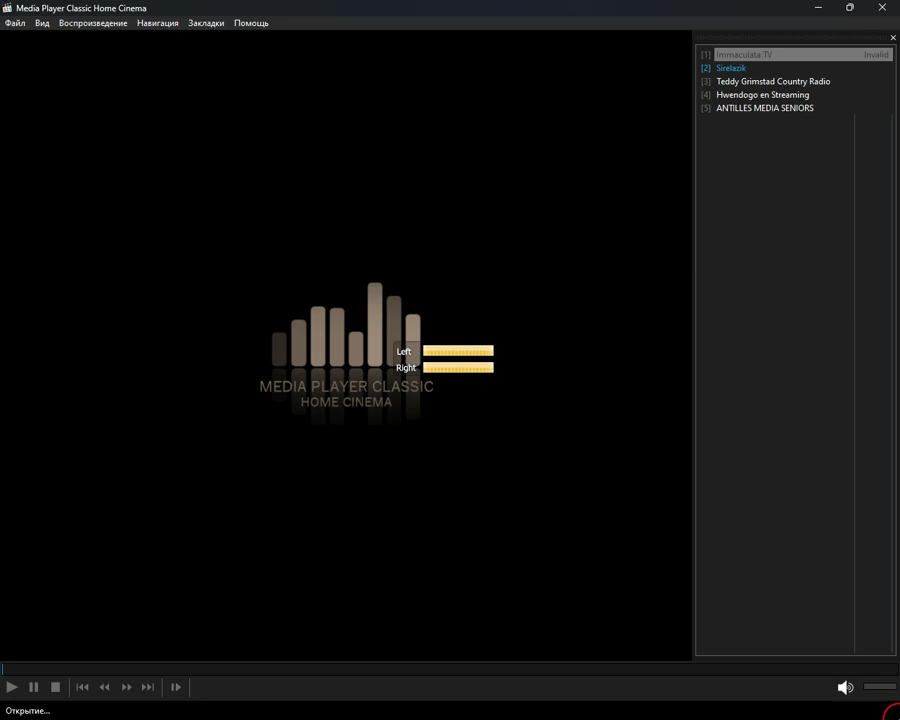 Media Player Classic Home Cinema
Файл Вид Воспроизведение Навигация Закладки Помощь
[1] Immaculata TV Invalid
[2] Sirelazik
[3] Teddy Grimstad Country Radio
[4] Hwendogo en Streaming
[5] ANTILLES MEDIA SENIORS
Left
Right
MEDIA PLAYER CLASSIC
HOME CINEMA
Открытие...